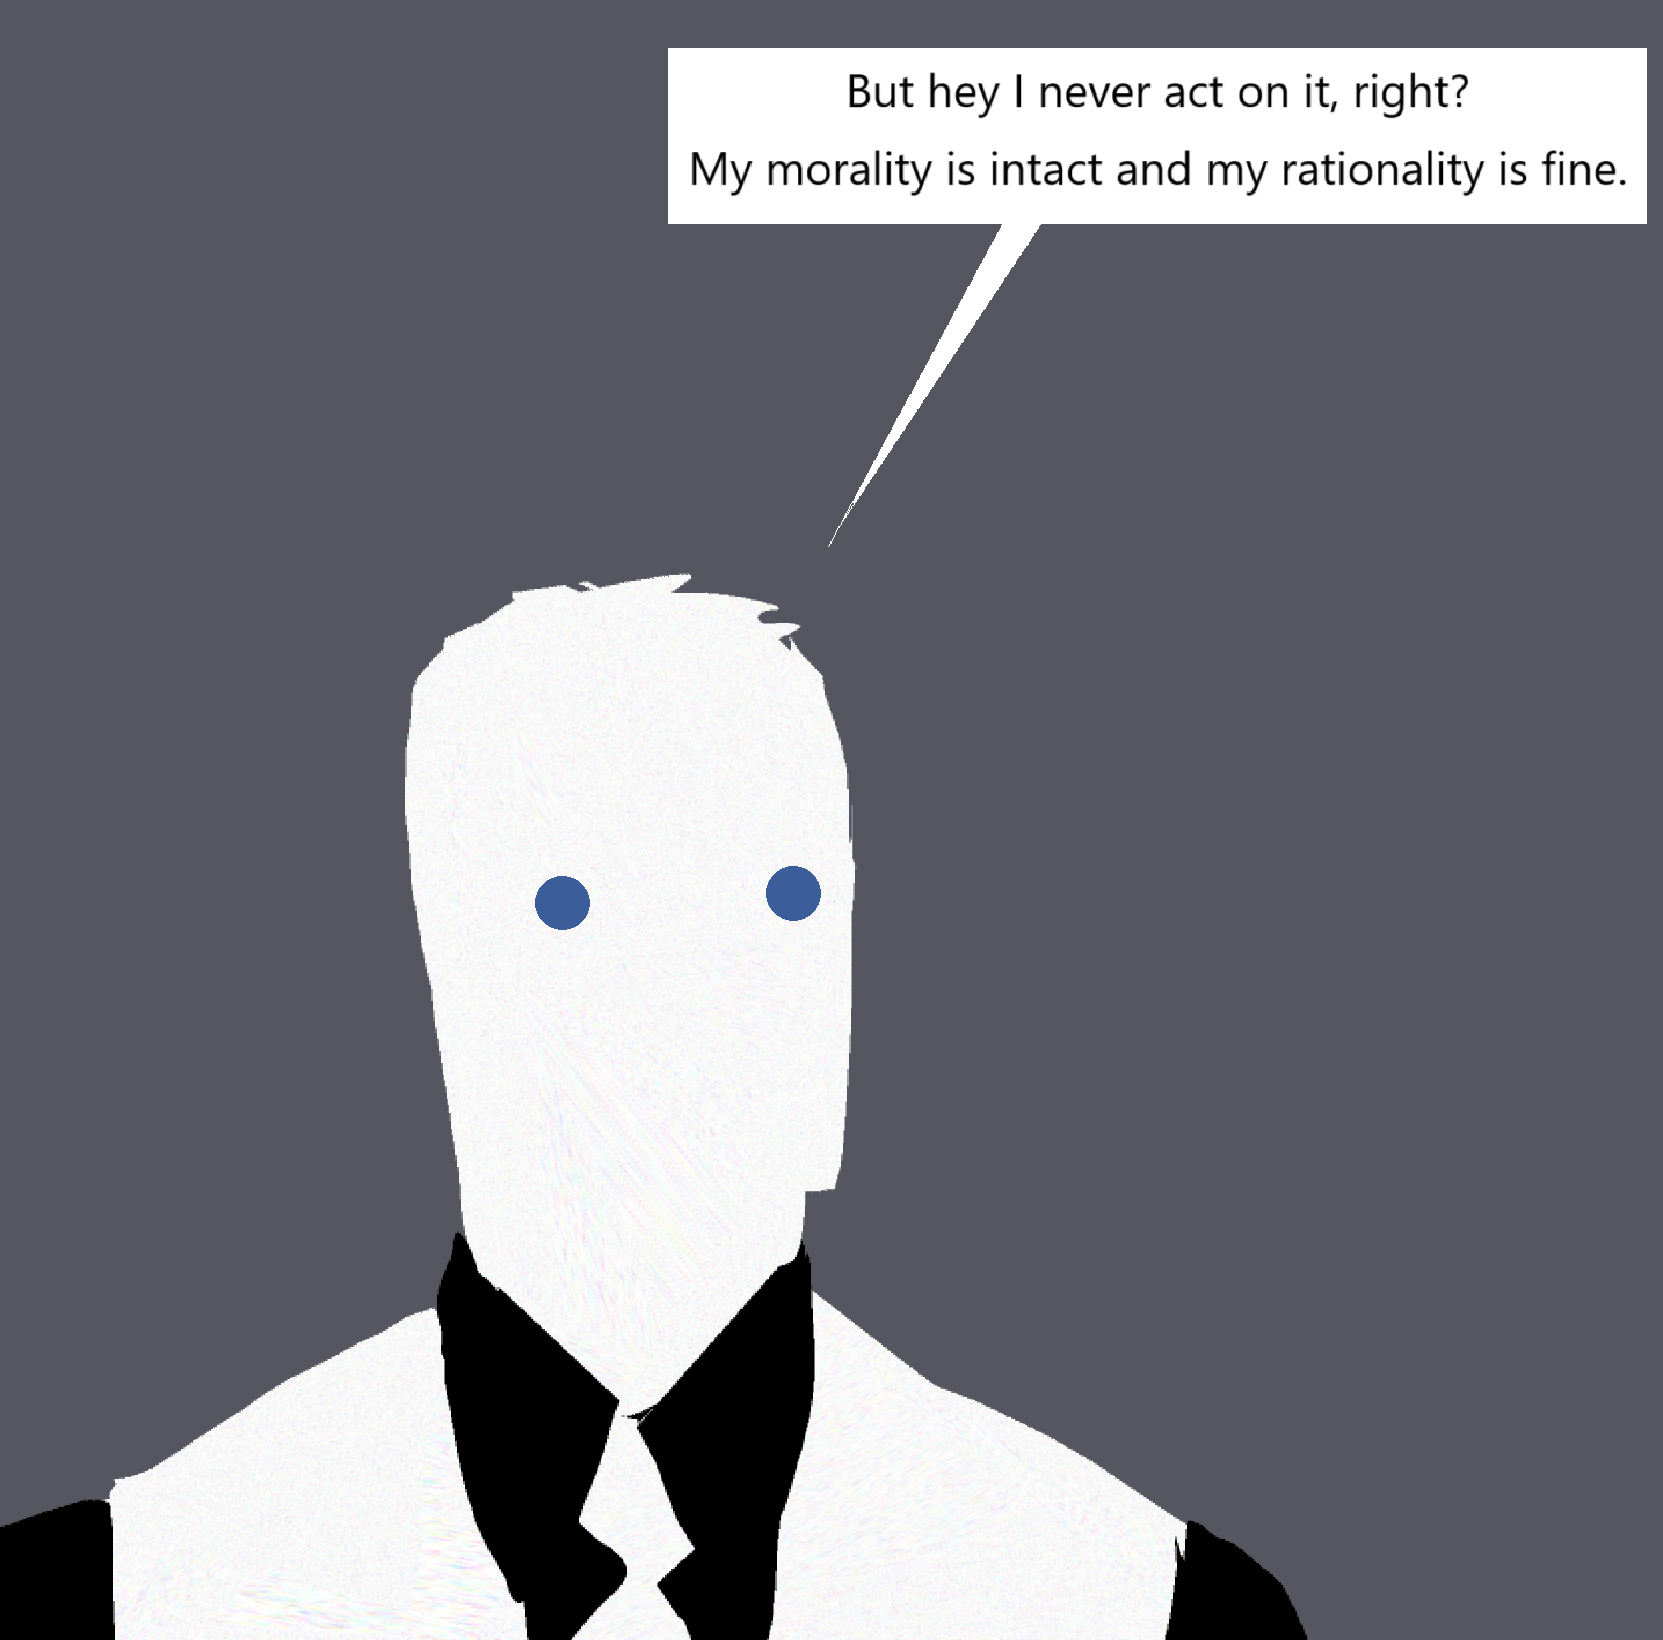 But hey I never act on it, right?
My morality is intact and my rationality is fine.